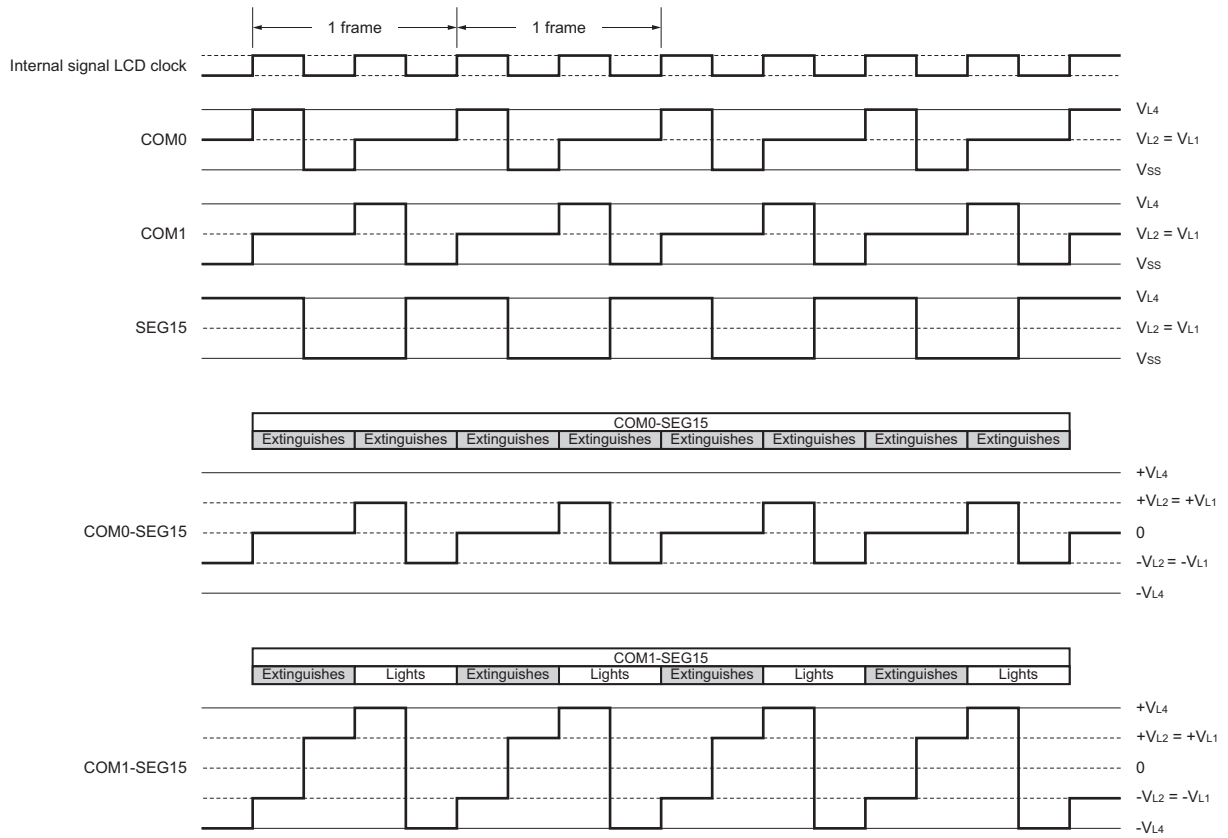 1 frame 1 frame
Internal signal LCD clock
VL4
COM0 VL2 = VL1
VSS
VL4
COM1 VL2 = VL1
VSS
VL4
SEG15 VL2 = VL1
VSS
COM0-SEG15
Extinguishes Extinguishes Extinguishes Extinguishes Extinguishes Extinguishes Extinguishes Extinguishes
+VL4
+VL2 = +VL1
COM0-SEG15 0
-VL2 = -VL1
-VL4
COM1-SEG15
Extinguishes Lights Extinguishes Lights Extinguishes Lights Extinguishes Lights
+VL4
+VL2 = +VL1
COM1-SEG15 0
-VL2 = -VL1
-VL4